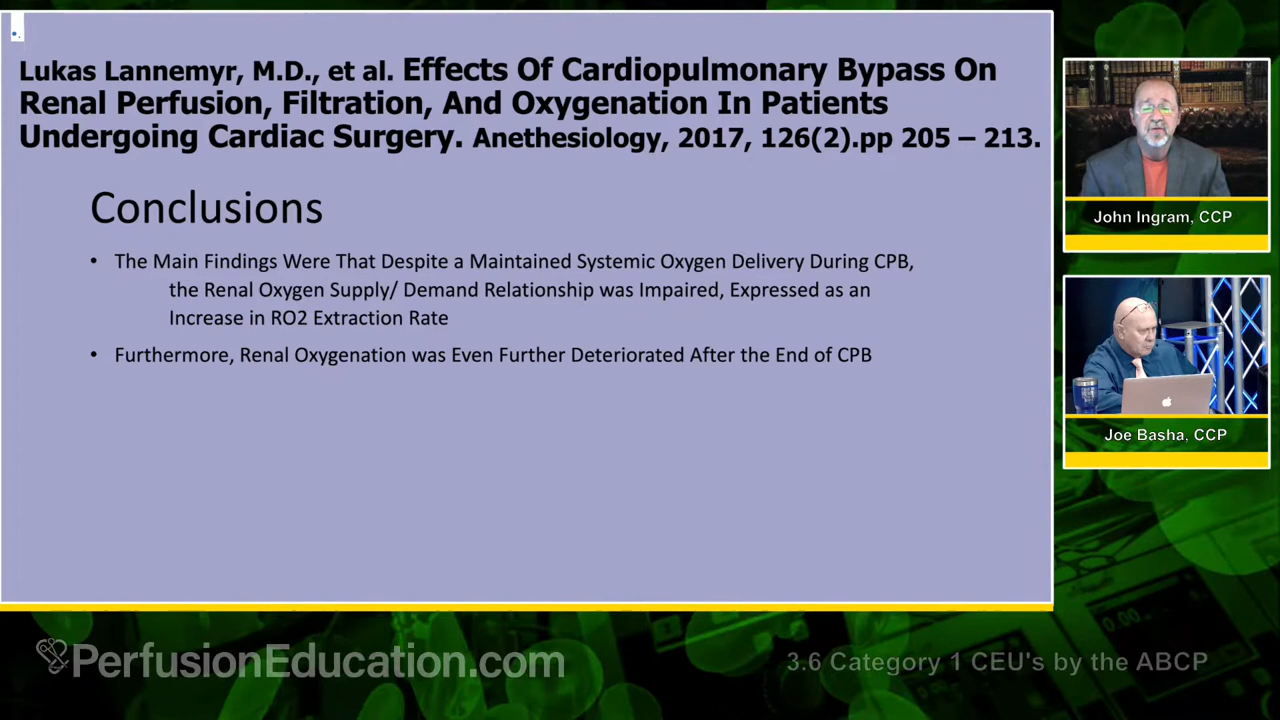 Lukas Lannemyr, M.D., et al. Effects Of Cardiopulmonary Bypass On
Renal Perfusion, Filtration, And Oxygenation In Patients
Undergoing Cardiac Surgery. Anethesiology, 2017, 126(2).pp 205 – 213.
Conclusions
• The Main Findings Were That Despite a Maintained Systemic Oxygen Delivery During CPB,
the Renal Oxygen Supply/ Demand Relationship was Impaired, Expressed as an
Increase in RO2 Extraction Rate
• Furthermore, Renal Oxygenation was Even Further Deteriorated After the End of CPB
John Ingram, CCP
Joe Basha, CCP
PerfusionEducation.com
3.6 Category 1 CEU's by the ABCP